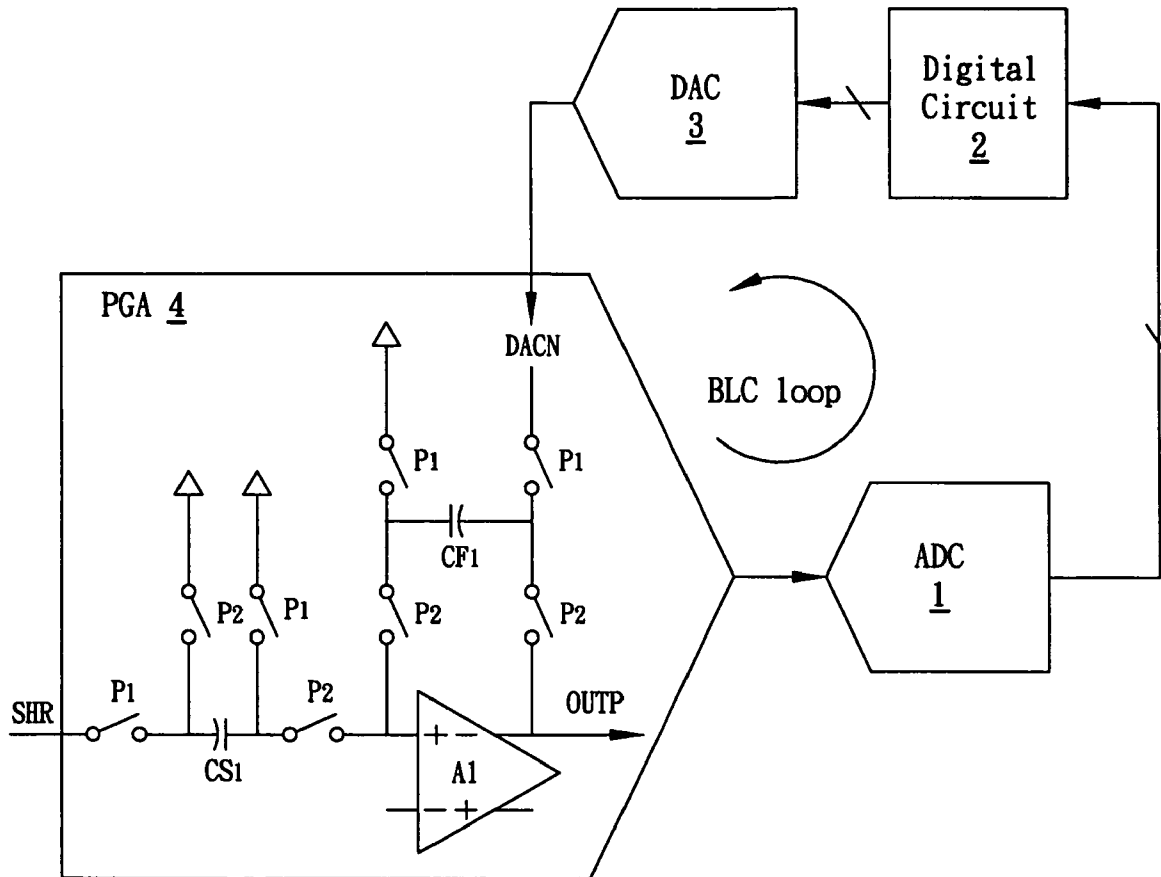 DAC
3
Digital
Circuit
2
PGA 4
DACN
BLC loop
P1
P1
CF1
ADC
1
P2
P1
P2
P2
P1
P2
SHR
OUTP
CS1
+ -
A1
- +